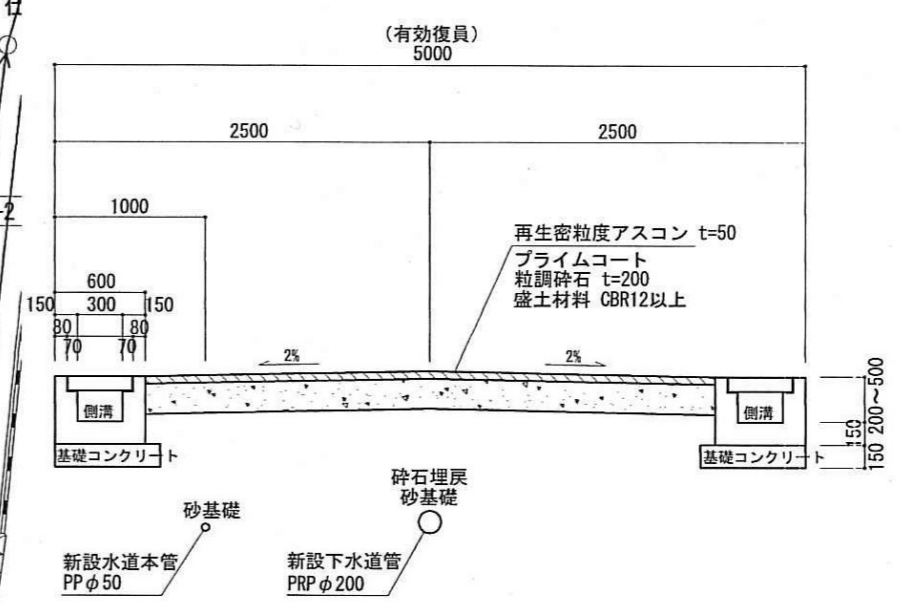 仕
(有効復員)
5000
2500
2500
-2
1000
再生密粒度アスコン t=50
プライムコート
粒調砕石 t=200
盛土材料 CBR12以上
600
150
300
150
80
80
70
70
2%
2%
側溝
側溝
200〜500
150
150
基礎コンクリート
基礎コンクリート
砕石埋戻
砂基礎
砂基礎
新設水道本管
PPφ50
新設下水道管
PRPφ200